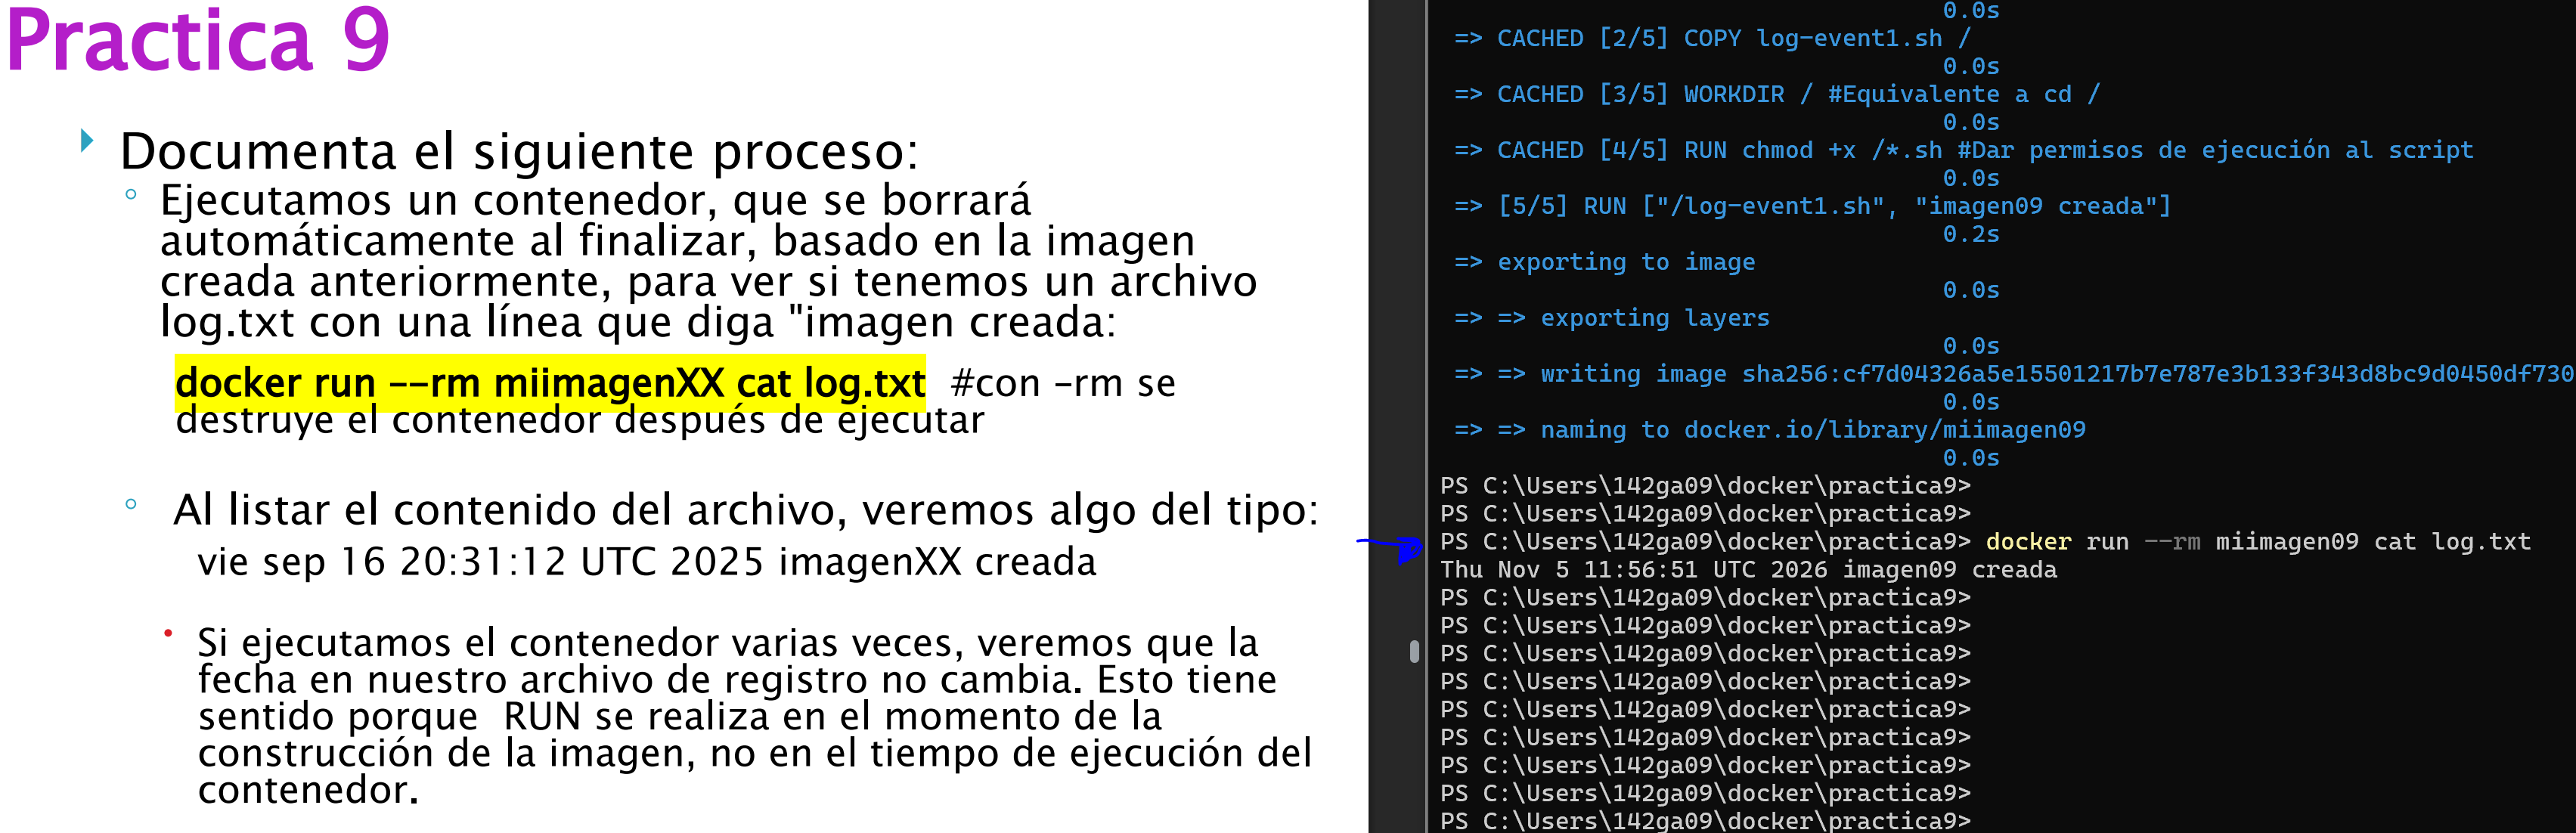 Practica 9
Documenta el siguiente proceso:
Ejecutamos un contenedor, que se borrará
automáticamente al finalizar, basado en la imagen
creada anteriormente, para ver si tenemos un archivo
log.txt con una línea que diga "imagen creada:
docker run --rm miimagenXX cat log.txt #con –rm se
destruye el contenedor después de ejecutar
Al listar el contenido del archivo, veremos algo del tipo:
vie sep 16 20:31:12 UTC 2025 imagenXX creada
Si ejecutamos el contenedor varias veces, veremos que la
fecha en nuestro archivo de registro no cambia. Esto tiene
sentido porque RUN se realiza en el momento de la
construcción de la imagen, no en el tiempo de ejecución del
contenedor.
0.0s
=> CACHED [2/5] COPY log-event1.sh /
0.0s
=> CACHED [3/5] WORKDIR / #Equivalente a cd /
0.0s
=> CACHED [4/5] RUN chmod +x /*.sh #Dar permisos de ejecución al script
0.0s
=> [5/5] RUN ["/log-event1.sh", "imagen09 creada"]
0.2s
=> exporting to image
0.0s
=> => exporting layers
0.0s
=> => writing image sha256:cf7d04326a5e15501217b7e787e3b133f343d8bc9d0450df730
0.0s
=> => naming to docker.io/library/miimagen09
0.0s
PS C:\Users\142ga09\docker\practica9>
PS C:\Users\142ga09\docker\practica9>
PS C:\Users\142ga09\docker\practica9> docker run --rm miimagen09 cat log.txt
Thu Nov 5 11:56:51 UTC 2026 imagen09 creada
PS C:\Users\142ga09\docker\practica9>
PS C:\Users\142ga09\docker\practica9>
PS C:\Users\142ga09\docker\practica9>
PS C:\Users\142ga09\docker\practica9>
PS C:\Users\142ga09\docker\practica9>
PS C:\Users\142ga09\docker\practica9>
PS C:\Users\142ga09\docker\practica9>
PS C:\Users\142ga09\docker\practica9>
PS C:\Users\142ga09\docker\practica9>